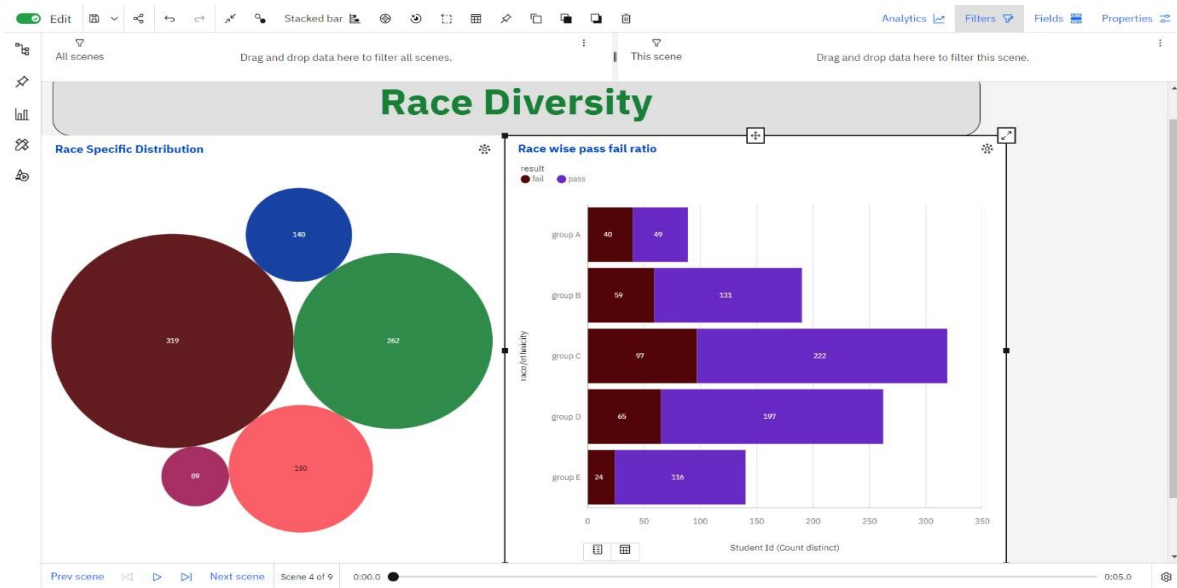 Edit Stacked bar Analytics Filters Fields Properties
All scenes Drag and drop data here to filter all scenes. This scene Drag and drop data here to filter this scene.
Race Diversity
Race Specific Distribution
140
319
262
190
89
Race wise pass fail ratio
result
fail pass
race/ethnicity
group A 40 49
group B 59 131
group C 97 222
group D 65 197
group E 24 116
0 50 100 150 200 250 300 350
Student Id (Count distinct)
Prev scene Next scene Scene 4 of 9 0:00.0 0:05.0